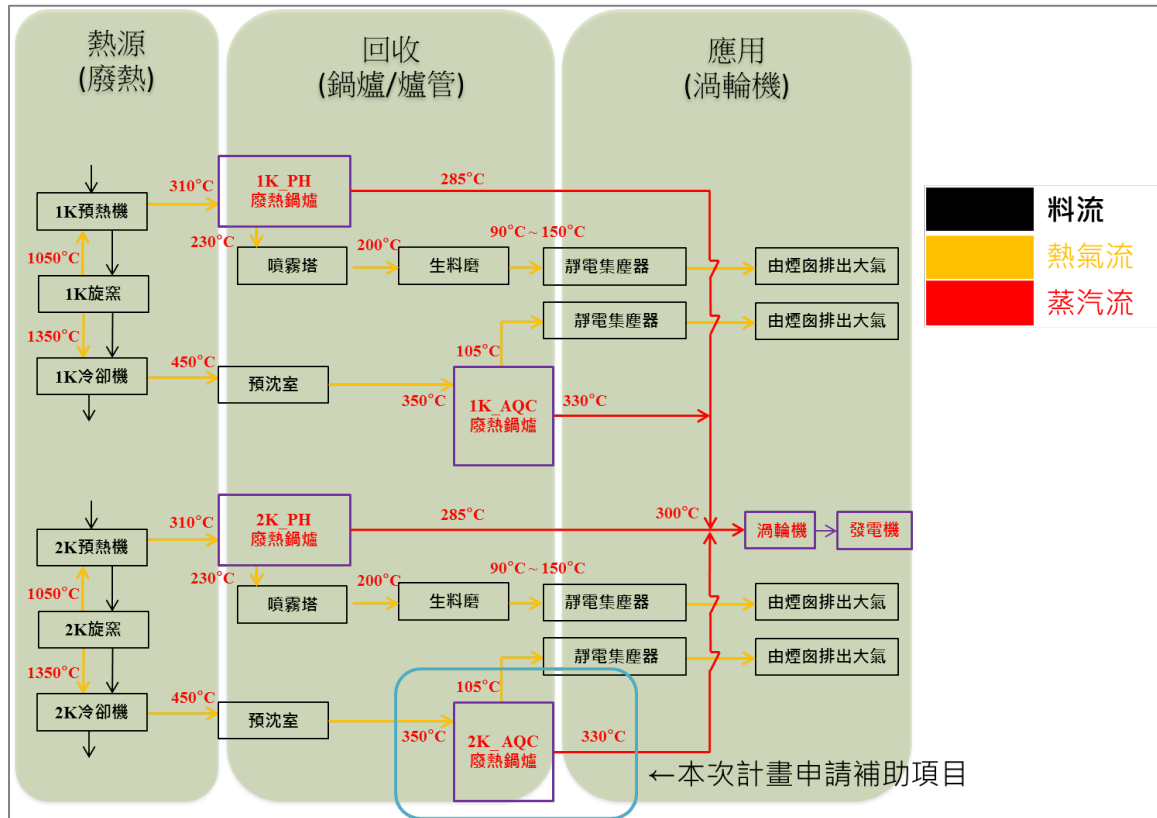 熱源
(廢熱)
回收
(鍋爐/爐管)
應用
(渦輪機)
料流
熱氣流
蒸汽流
310°C
1K_PH
廢熱鍋爐
285°C
1K預熱機
230°C
200°C
90°C ~ 150°C
1050°C
噴霧塔
生料磨
靜電集塵器
由煙囪排出大氣
1K旋窑
靜電集塵器
由煙囪排出大氣
1350°C
105°C
450°C
1K冷卻機
預沈室
350°C
1K_AQC
廢熱鍋爐
330°C
310°C
2K_PH
廢熱鍋爐
285°C
300°C
渦輪機
發電機
2K預熱機
230°C
200°C
90°C ~ 150°C
1050°C
噴霧塔
生料磨
靜電集塵器
由煙囪排出大氣
2K旋窑
靜電集塵器
由煙囪排出大氣
1350°C
105°C
450°C
2K冷卻機
預沈室
350°C
2K_AQC
廢熱鍋爐
330°C
←本次計畫申請補助項目